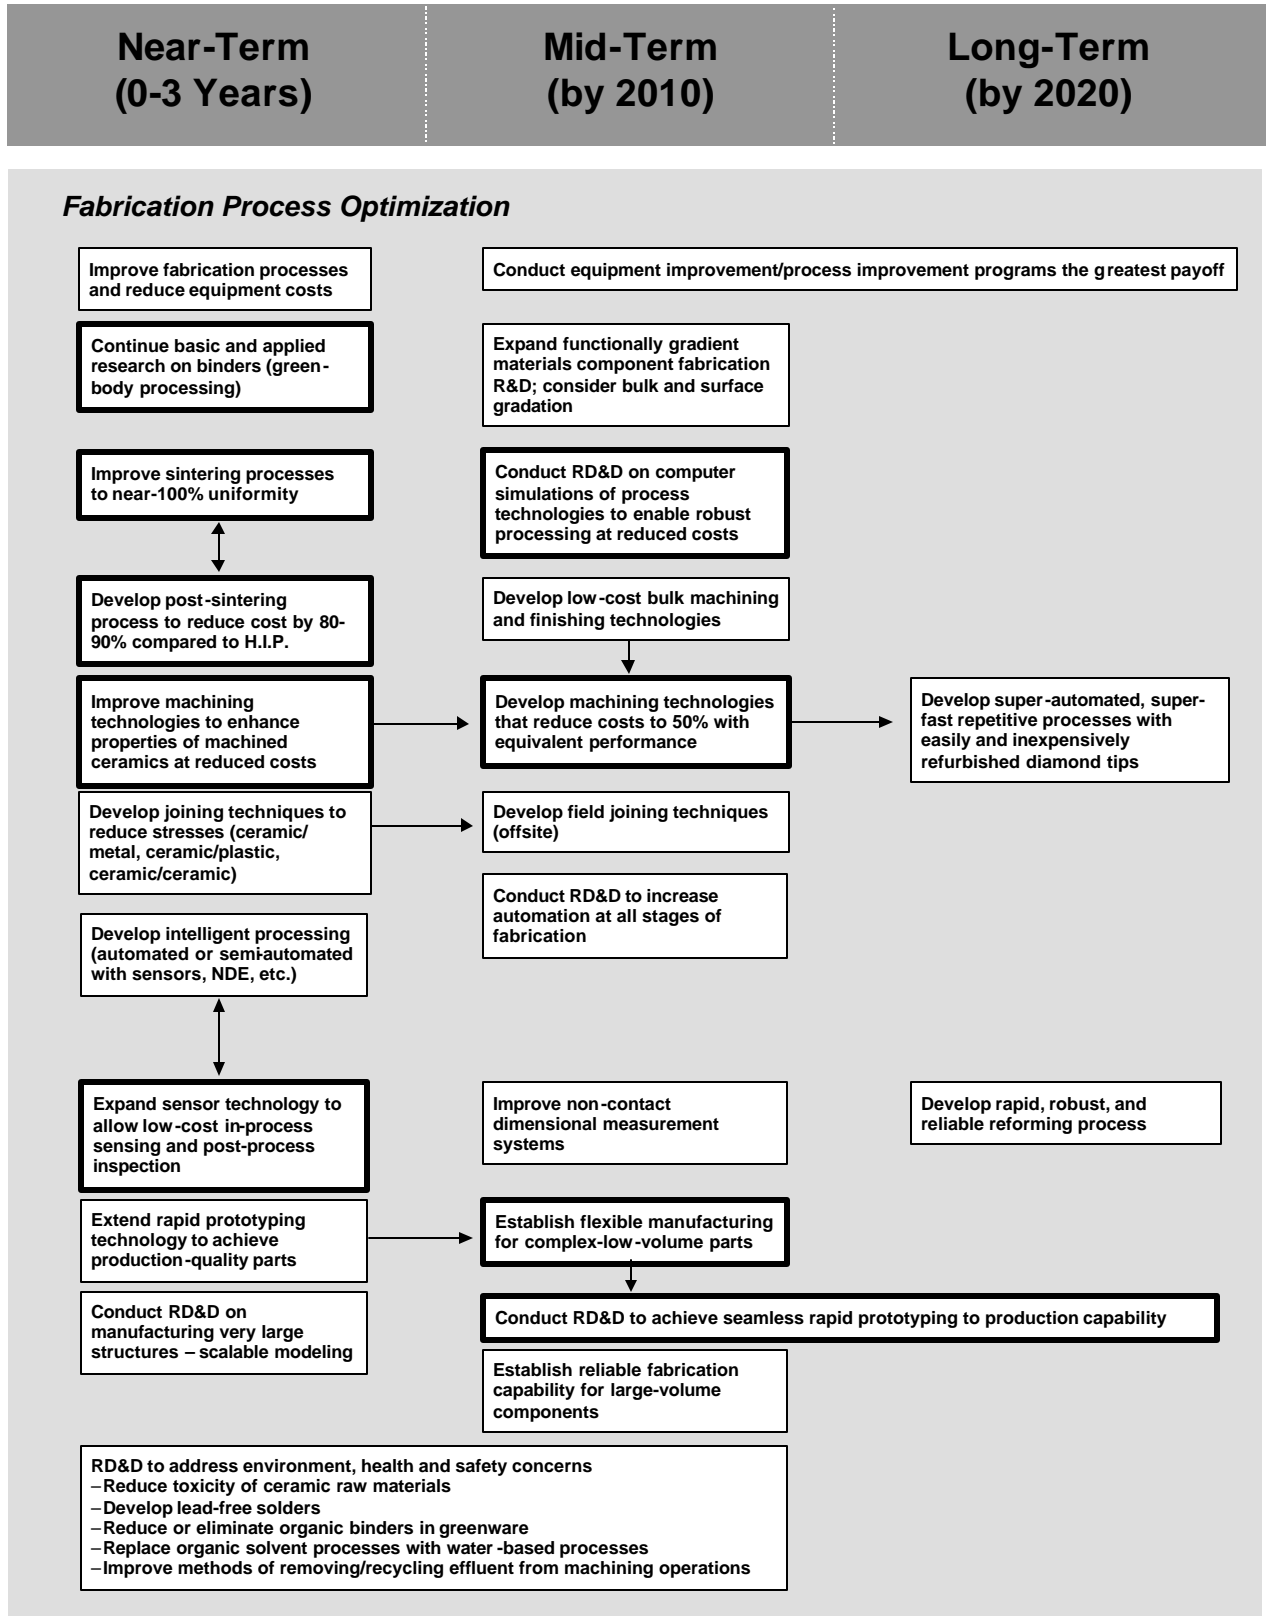 Near-Term
(0-3 Years)
Mid-Term
(by 2010)
Long-Term
(by 2020)
Fabrication Process Optimization
Improve fabrication processes
and reduce equipment costs
Conduct equipment improvement/process improvement programs the greatest payoff
Continue basic and applied
research on binders (green-
body processing)
Expand functionally gradient
materials component fabrication
R&D; consider bulk and surface
gradation
Improve sintering processes
to near-100% uniformity
Conduct RD&D on computer
simulations of process
technologies to enable robust
processing at reduced costs
Develop post-sintering
process to reduce cost by 80-
90% compared to H.I.P.
Develop low-cost bulk machining
and finishing technologies
Improve machining
technologies to enhance
properties of machined
ceramics at reduced costs
Develop machining technologies
that reduce costs to 50% with
equivalent performance
Develop super-automated, super-
fast repetitive processes with
easily and inexpensively
refurbished diamond tips
Develop joining techniques to
reduce stresses (ceramic/
metal, ceramic/plastic,
ceramic/ceramic)
Develop field joining techniques
(offsite)
Conduct RD&D to increase
automation at all stages of
fabrication
Develop intelligent processing
(automated or semi-automated
with sensors, NDE, etc.)
Expand sensor technology to
allow low-cost in-process
sensing and post-process
inspection
Improve non-contact
dimensional measurement
systems
Develop rapid, robust, and
reliable reforming process
Extend rapid prototyping
technology to achieve
production-quality parts
Establish flexible manufacturing
for complex-low-volume parts
Conduct RD&D on
manufacturing very large
structures – scalable modeling
Conduct RD&D to achieve seamless rapid prototyping to production capability
Establish reliable fabrication
capability for large-volume
components
RD&D to address environment, health and safety concerns
–Reduce toxicity of ceramic raw materials
–Develop lead-free solders
–Reduce or eliminate organic binders in greenware
–Replace organic solvent processes with water-based processes
–Improve methods of removing/recycling effluent from machining operations